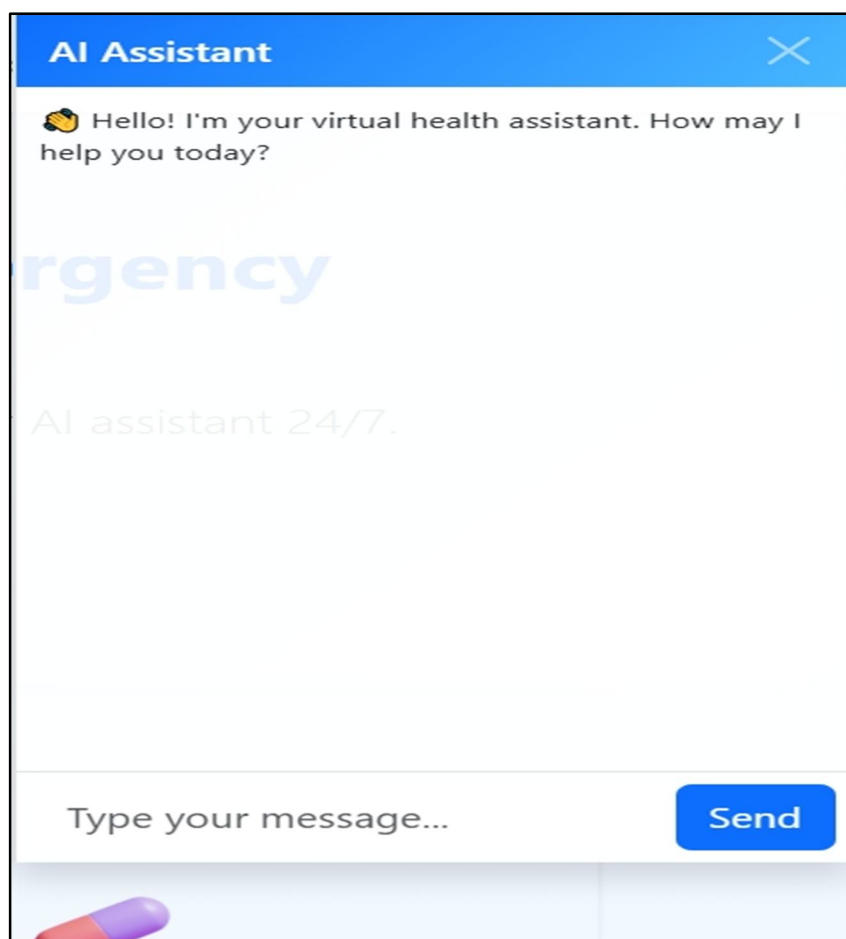 AI Assistant
👏 Hello! I'm your virtual health assistant. How may I
help you today?
rgency
AI assistant 24/7.
Type your message...
Send